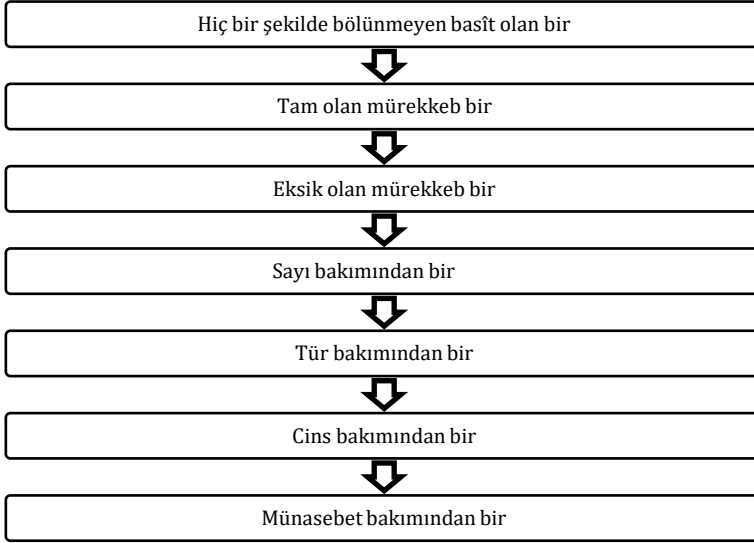 Hiç bir şekilde bölünmeyen basît olan bir
Tam olan mürekkeb bir
Eksik olan mürekkeb bir
Sayı bakımından bir
Tür bakımından bir
Cins bakımından bir
Münasebet bakımından bir